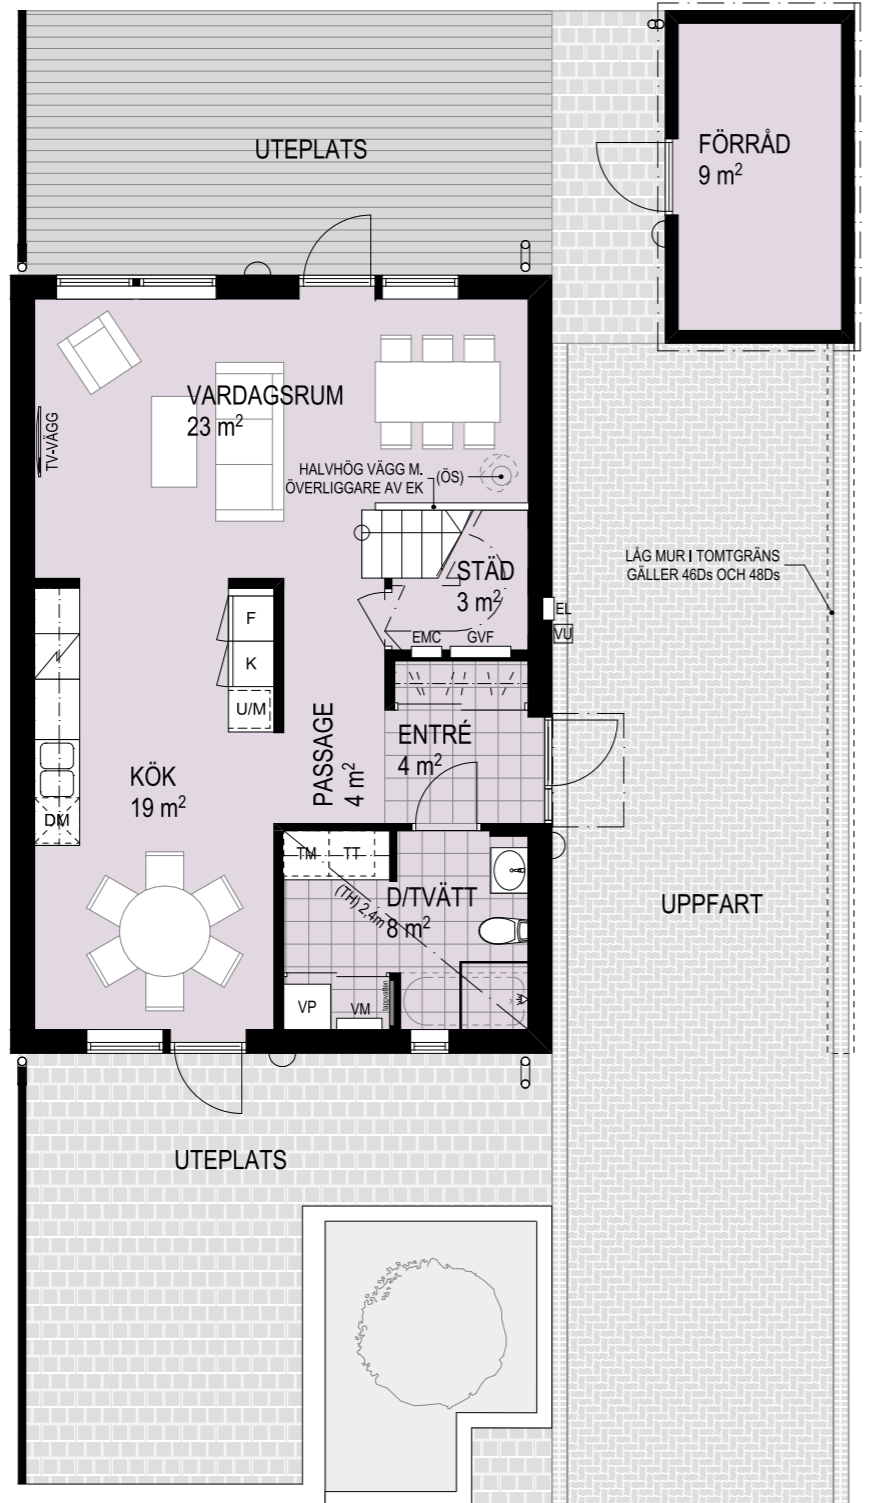 UTEPLATS
FÖRRÅD
9 m²
VARDAGSRUM
23 m²
TV-VÄGG
HALVHÖG VÄGG M.
ÖVERLIGGARE AV EK
(ÖS)
LÅG MUR I TOMTGRÄNS
GÄLLER 46Ds OCH 48Ds
STÄD
3 m²
EL
VU
EMC
GVF
F
K
U/M
PASSAGE
4 m²
ENTRÉ
4 m²
KÖK
19 m²
DM
TM
TT
(TH) 2,4m
D/TVÄTT
8 m²
UPPFART
VP
VM
tappvatten
UTEPLATS